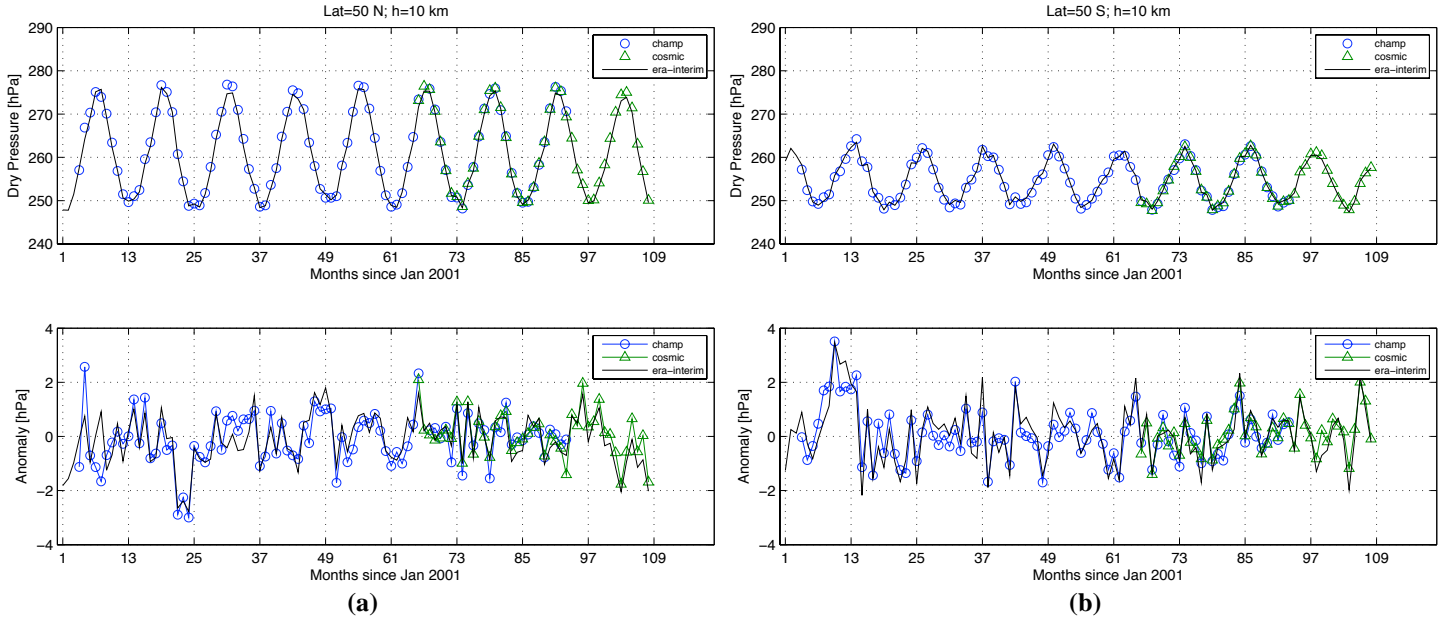 Lat=50 N; h=10 km
290
280
270
260
250
240
Dry Pressure [hPa]
champ
cosmic
era−interim
1 13 25 37 49 61 73 85 97 109
Months since Jan 2001
4
2
0
−2
−4
Anomaly [hPa]
champ
cosmic
era−interim
1 13 25 37 49 61 73 85 97 109
Months since Jan 2001
(a)
Lat=50 S; h=10 km
290
280
270
260
250
240
Dry Pressure [hPa]
champ
cosmic
era−interim
1 13 25 37 49 61 73 85 97 109
Months since Jan 2001
4
2
0
−2
−4
Anomaly [hPa]
champ
cosmic
era−interim
1 13 25 37 49 61 73 85 97 109
Months since Jan 2001
(b)